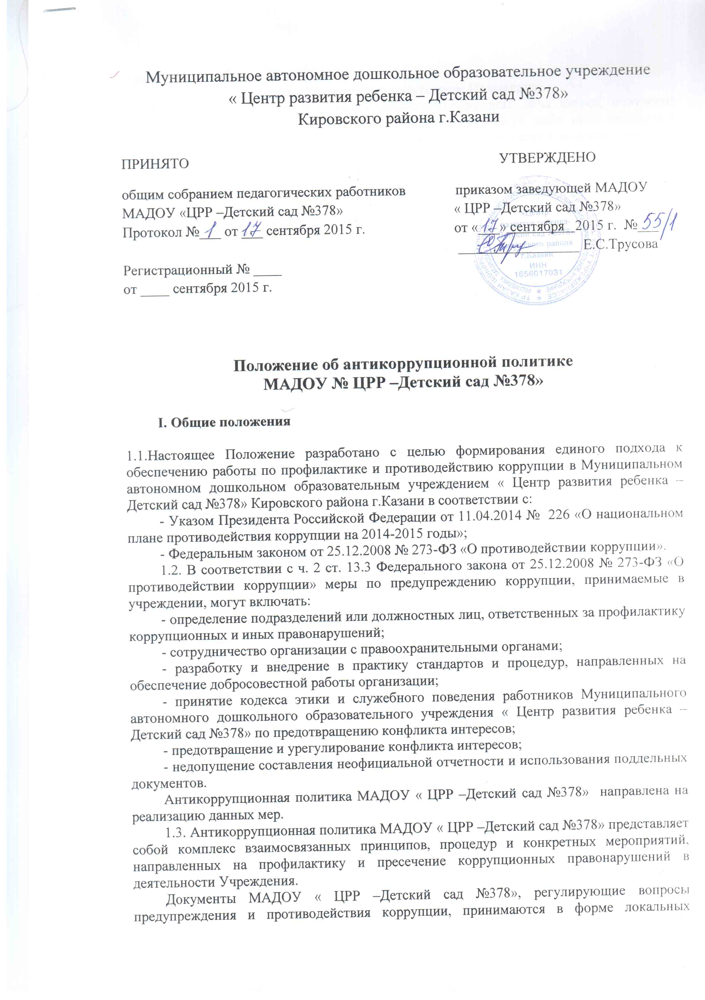 Муниципальное автономное дошкольное образовательное учреждение
« Центр развития ребенка – Детский сад №378»
Кировского района г.Казани
ПРИНЯТО
общим собранием педагогических работников
МАДОУ «ЦРР –Детский сад №378»
Протокол № 1 от 17 сентября 2015 г.
Регистрационный № ____
от ____ сентября 2015 г.
УТВЕРЖДЕНО
приказом заведующей МАДОУ
« ЦРР –Детский сад №378»
от «17» сентября 2015 г. № 55/1
Е.С.Трусова
«Центр
развития ребенка-
Детский сад №378»
Кировского района
г.Казани
ИНН
1656017031
Положение об антикоррупционной политике
МАДОУ № ЦРР –Детский сад №378»
I. Общие положения
1.1.Настоящее Положение разработано с целью формирования единого подхода к
обеспечению работы по профилактике и противодействию коррупции в Муниципальном
автономном дошкольном образовательным учреждением « Центр развития ребенка –
Детский сад №378» Кировского района г.Казани в соответствии с:
- Указом Президента Российской Федерации от 11.04.2014 № 226 «О национальном
плане противодействия коррупции на 2014-2015 годы»;
- Федеральным законом от 25.12.2008 № 273-ФЗ «О противодействии коррупции».
1.2. В соответствии с ч. 2 ст. 13.3 Федерального закона от 25.12.2008 № 273-ФЗ «О
противодействии коррупции» меры по предупреждению коррупции, принимаемые в
учреждении, могут включать:
- определение подразделений или должностных лиц, ответственных за профилактику
коррупционных и иных правонарушений;
- сотрудничество организации с правоохранительными органами;
- разработку и внедрение в практику стандартов и процедур, направленных на
обеспечение добросовестной работы организации;
- принятие кодекса этики и служебного поведения работников Муниципального
автономного дошкольного образовательного учреждения « Центр развития ребенка –
Детский сад №378» по предотвращению конфликта интересов;
- предотвращение и урегулирование конфликта интересов;
- недопущение составления неофициальной отчетности и использования поддельных
документов.
Антикоррупционная политика МАДОУ « ЦРР –Детский сад №378» направлена на
реализацию данных мер.
1.3. Антикоррупционная политика МАДОУ « ЦРР –Детский сад №378» представляет
собой комплекс взаимосвязанных принципов, процедур и конкретных мероприятий,
направленных на профилактику и пресечение коррупционных правонарушений в
деятельности Учреждения.
Документы МАДОУ « ЦРР –Детский сад №378», регулирующие вопросы
предупреждения и противодействия коррупции, принимаются в форме локальных